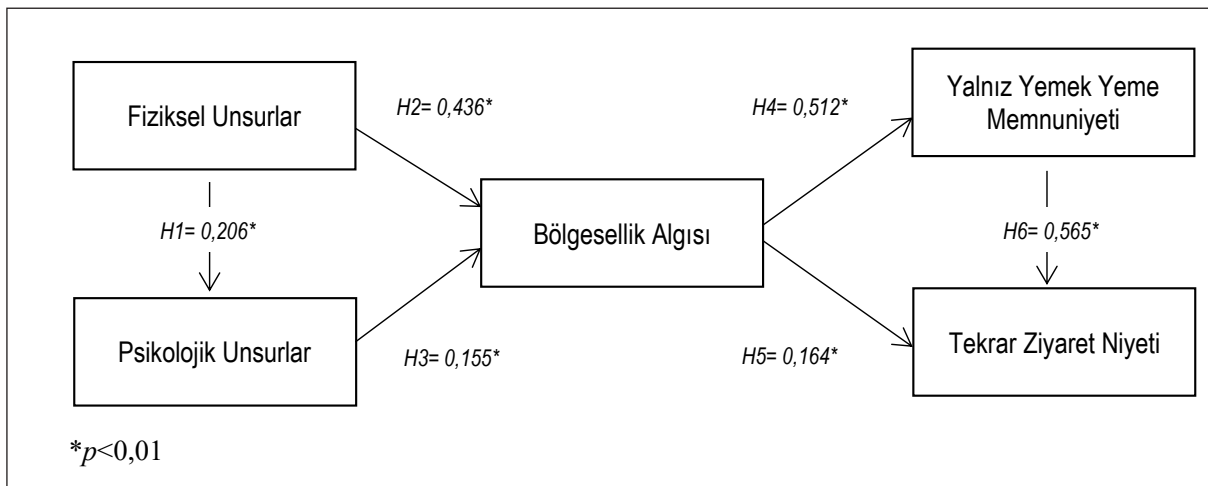 Fiziksel Unsurlar
H2= 0,436*
H4= 0,512*
Yalnız Yemek Yeme
Memnuniyeti
H1= 0,206*
Bölgesellik Algısı
H6= 0,565*
Psikolojik Unsurlar
H3= 0,155*
H5= 0,164*
Tekrar Ziyaret Niyeti
*p<0,01